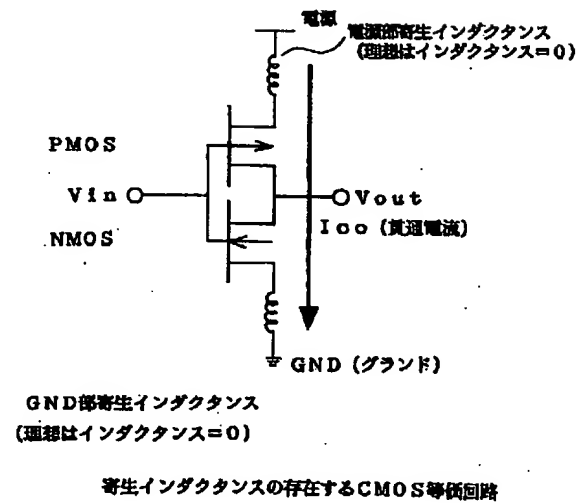 電源
電源部寄生インダクタンス
(理想はインダクタンス=0)
PMOS
Vin
Vout
Icc (貫通電流)
NMOS
GND (グランド)
GND部寄生インダクタンス
(理想はインダクタンス=0)
寄生インダクタンスの存在するCMOS等価回路